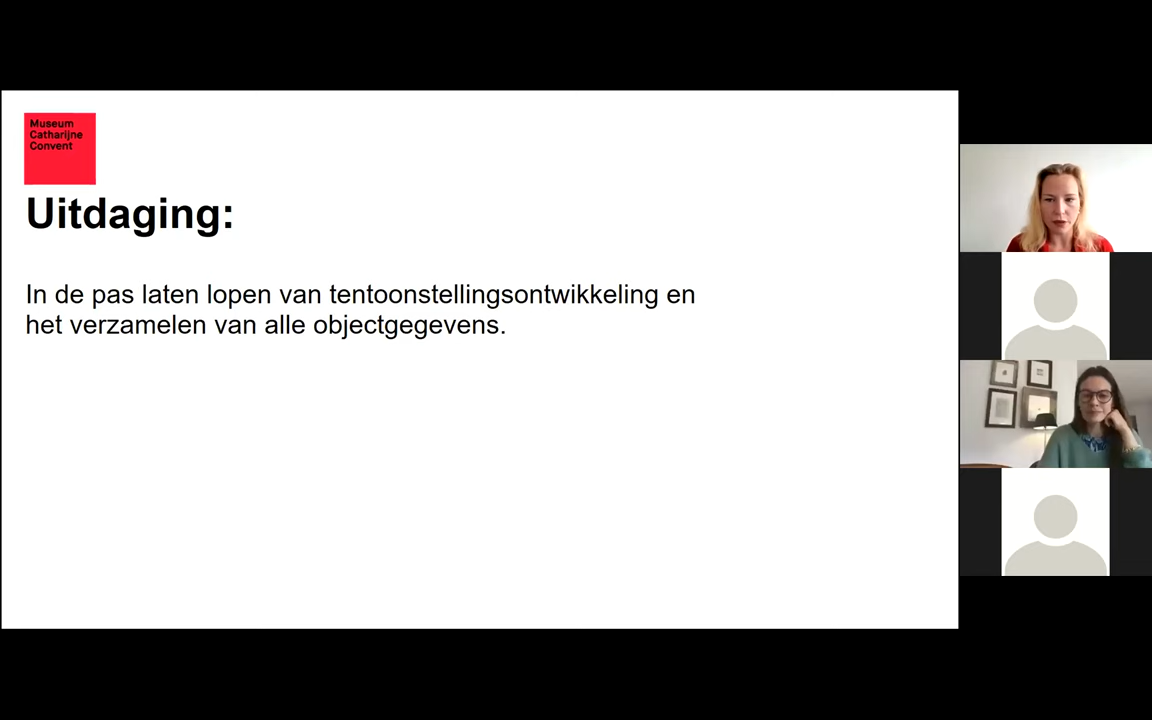 Museum
Catharijne
Convent
Uitdaging:
In de pas laten lopen van tentoonstellingsontwikkeling en
het verzamelen van alle objectgegevens.